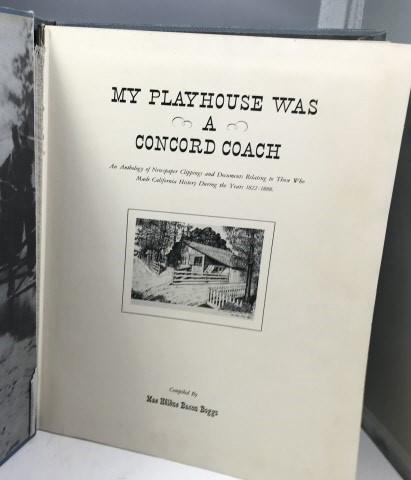 MY PLAYHOUSE WAS
A
CONCORD COACH
An Anthology of Newspaper Clippings and Documents Relating to Those Who
Made California History During the Years 1822-1888.
Compiled By
Mae Hélène Bacon Boggs